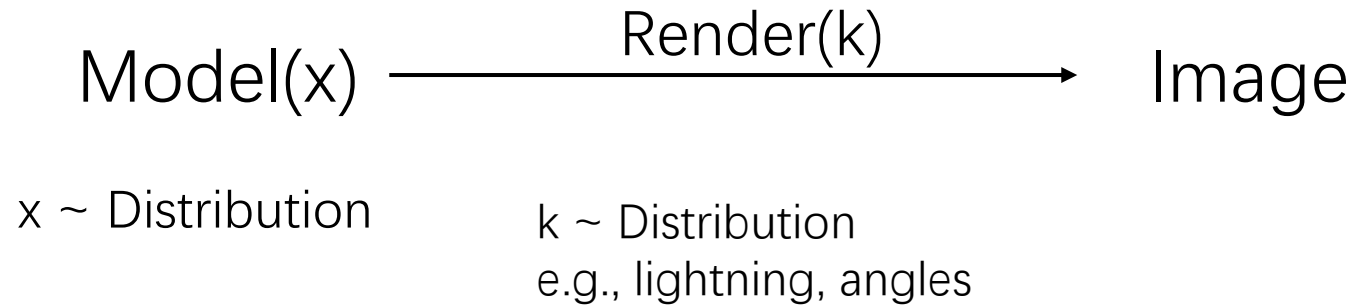 Render(k)
Model(x) Image
x ~ Distribution
k ~ Distribution
e.g., lightning, angles